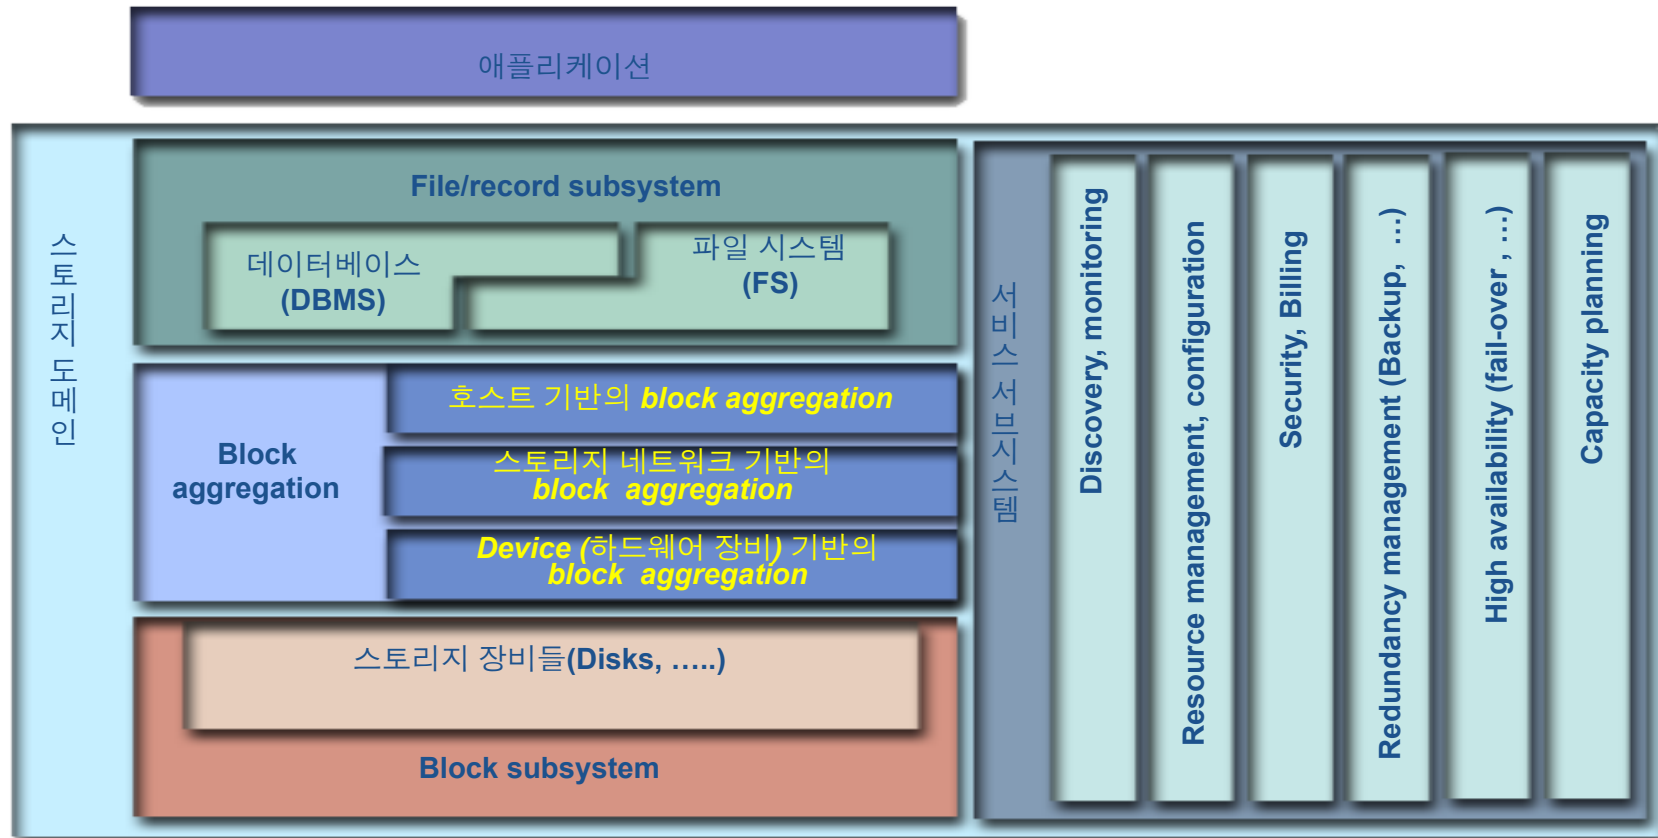 애플리케이션
스토리지 도메인
File/record subsystem
데이터베이스
(DBMS)
파일 시스템
(FS)
Block
aggregation
호스트 기반의 block aggregation
스토리지 네트워크 기반의
block aggregation
Device (하드웨어 장비) 기반의
block aggregation
스토리지 장비들(Disks, …..)
Block subsystem
서비스 서브시스템
Discovery, monitoring
Resource management, configuration
Security, Billing
Redundancy management (Backup, …)
High availability (fail-over , …)
Capacity planning